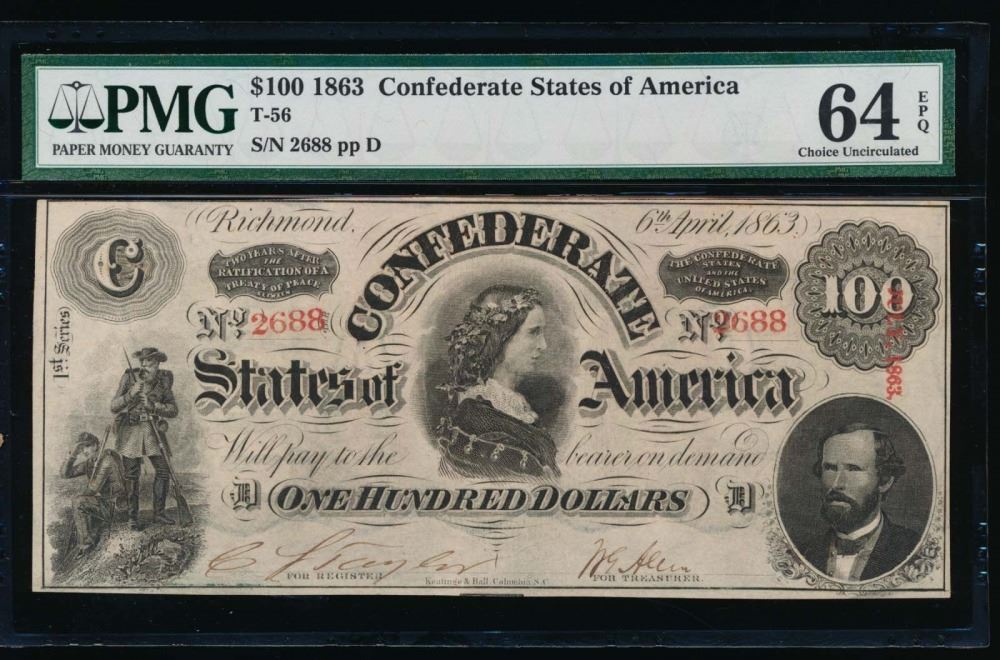 PMG
PAPER MONEY GUARANTY
$100 1863 Confederate States of America
T-56
S/N 2688 pp D
64 EPQ
Choice Uncirculated
Richmond,
6th April, 1863.
C
TWO YEARS AFTER
THE
RATIFICATION OF A
TREATY OF PEACE
BETWEEN
THE CONFEDERATE
STATES
AND THE
UNITED STATES
OF AMERICA.
100
CONFEDERATE
1st. Series
No 2688
No 2688
1863.
States of America
Will pay to the bearer on demand
D ONE HUNDRED DOLLARS D
FOR REGISTER
Keatinge & Ball, Columbia S.C.
FOR TREASURER.